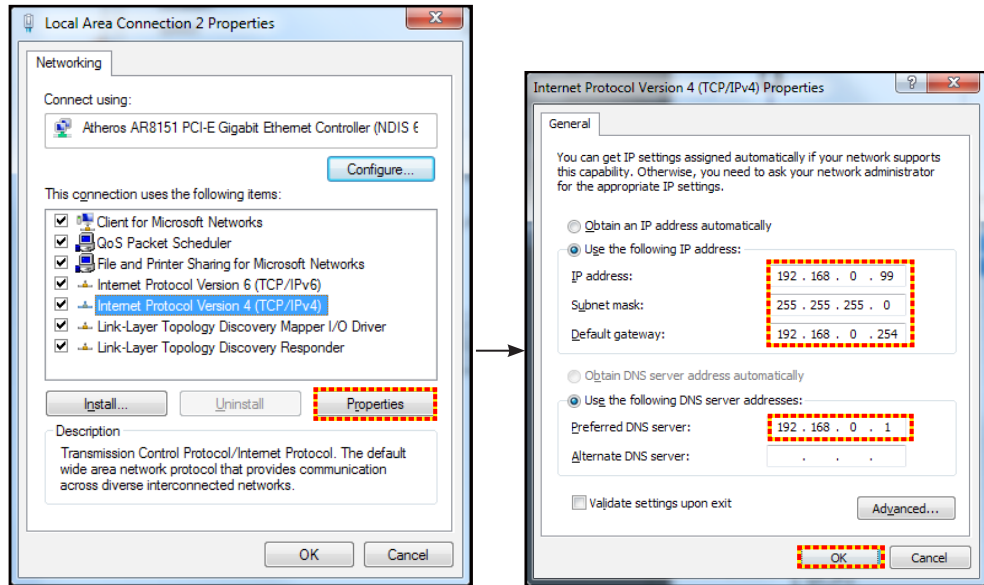 Local Area Connection 2 Properties
Networking
Connect using:
Atheros AR8151 PCI-E Gigabit Ethernet Controller (NDIS 6
Configure...
This connection uses the following items:
Client for Microsoft Networks
QoS Packet Scheduler
File and Printer Sharing for Microsoft Networks
Internet Protocol Version 6 (TCP/IPv6)
Internet Protocol Version 4 (TCP/IPv4)
Link-Layer Topology Discovery Mapper I/O Driver
Link-Layer Topology Discovery Responder
Install...
Uninstall
Properties
Description
Transmission Control Protocol/Internet Protocol. The default
wide area network protocol that provides communication
across diverse interconnected networks.
OK
Cancel
Internet Protocol Version 4 (TCP/IPv4) Properties
General
You can get IP settings assigned automatically if your network supports
this capability. Otherwise, you need to ask your network administrator
for the appropriate IP settings.
Obtain an IP address automatically
Use the following IP address:
IP address: 192 . 168 . 0 . 99
Subnet mask: 255 . 255 . 255 . 0
Default gateway: 192 . 168 . 0 . 254
Obtain DNS server address automatically
Use the following DNS server addresses:
Preferred DNS server: 192 . 168 . 0 . 1
Alternate DNS server: . . .
Validate settings upon exit
Advanced...
OK
Cancel